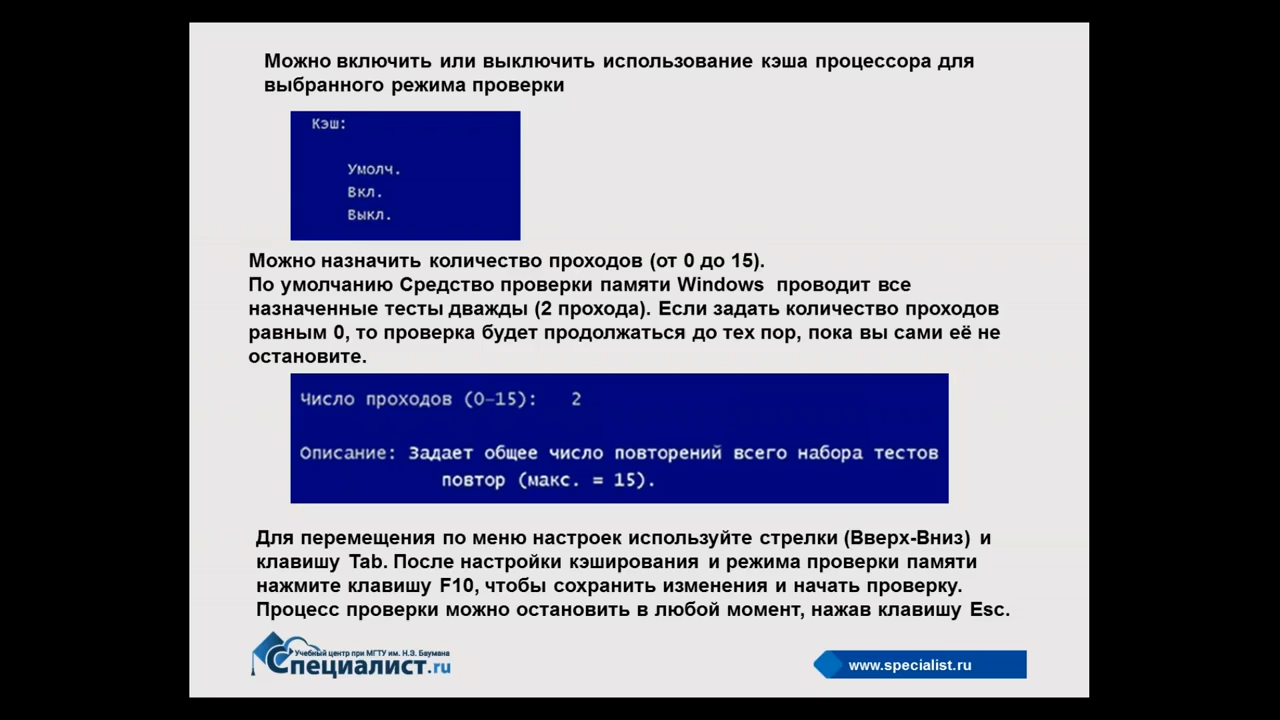 Можно включить или выключить использование кэша процессора для
выбранного режима проверки
Кэш:
Умолч.
Вкл.
Выкл.
Можно назначить количество проходов (от 0 до 15).
По умолчанию Средство проверки памяти Windows проводит все
назначенные тесты дважды (2 прохода). Если задать количество проходов
равным 0, то проверка будет продолжаться до тех пор, пока вы сами её не
остановите.
Число проходов (0–15): 2
Описание: Задает общее число повторений всего набора тестов
повтор (макс. = 15).
Для перемещения по меню настроек используйте стрелки (Вверх-Вниз) и
клавишу Tab. После настройки кэширования и режима проверки памяти
нажмите клавишу F10, чтобы сохранить изменения и начать проверку.
Процесс проверки можно остановить в любой момент, нажав клавишу Esc.
Учебный центр при МГТУ им. Н.Э. Баумана
Специалист.ru
www.specialist.ru